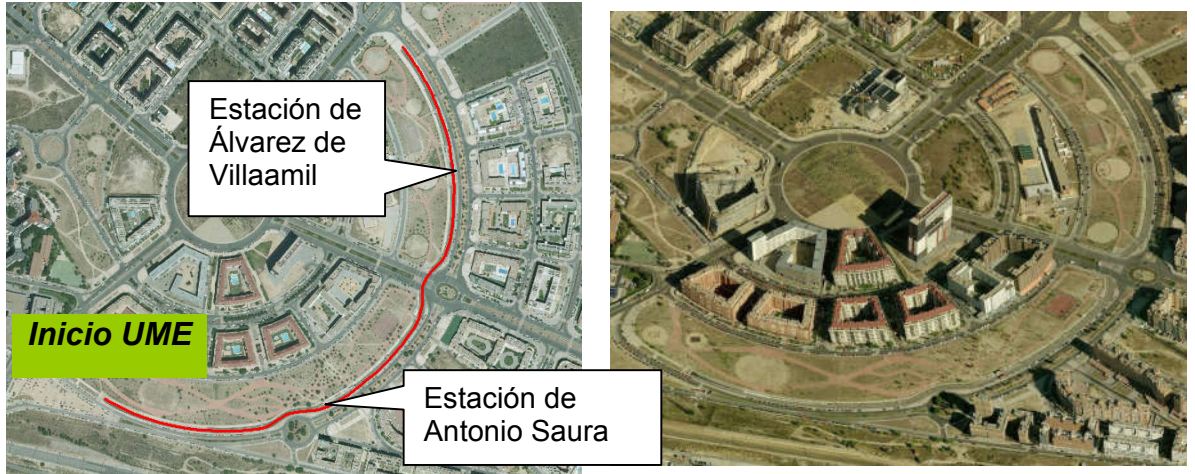 Estación de
Álvarez de
Villaamil
Inicio UME
Estación de
Antonio Saura